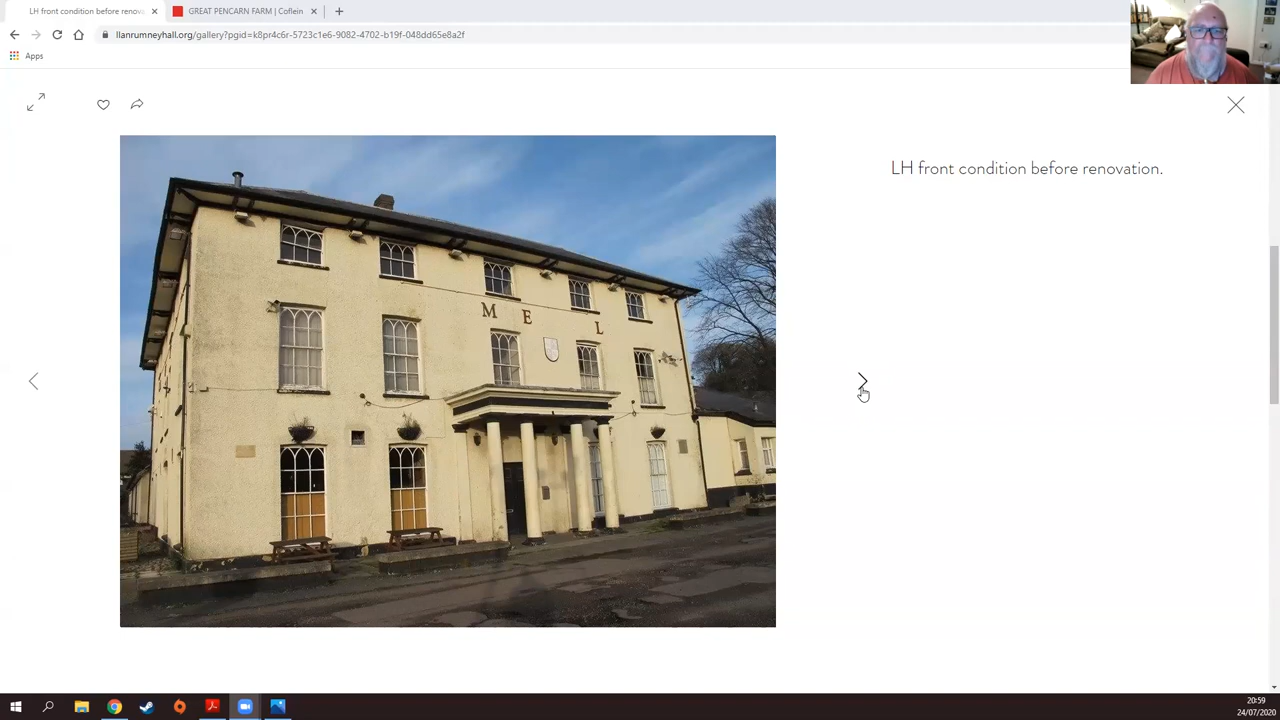 LH front condition before renova
GREAT PENCARN FARM | Coflein
llanrumneyhall.org/gallery?pgid=k8pr4c6r-5723c1e6-9082-4702-b19f-048dd65e8a2f
Apps
LH front condition before renovation.
M E L
20:59
24/07/2020